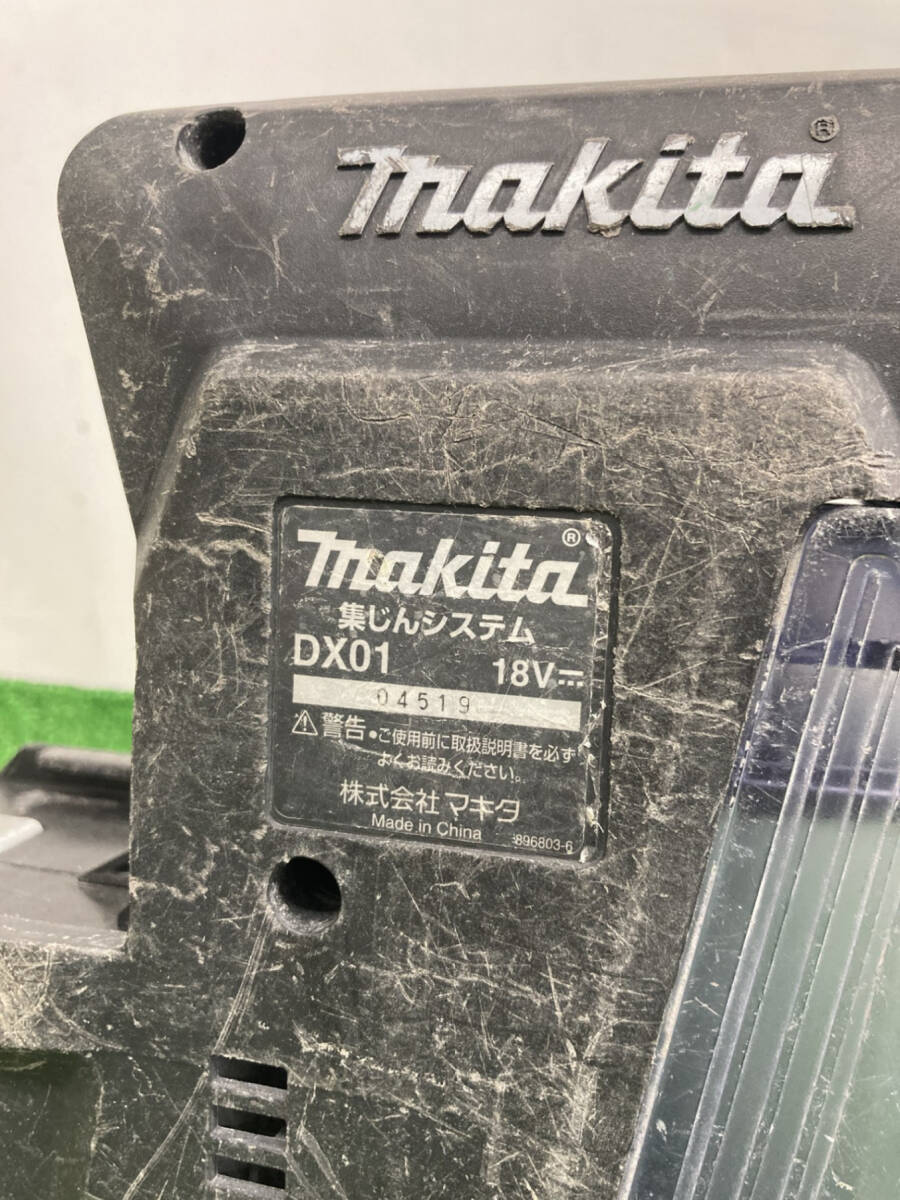 makita®
makita®
集じんシステム
DX01 18V⎓
04519
⚠警告●ご使用前に取扱説明書を必ず
よくお読みください。
株式会社 マキタ
Made in China 896803-6